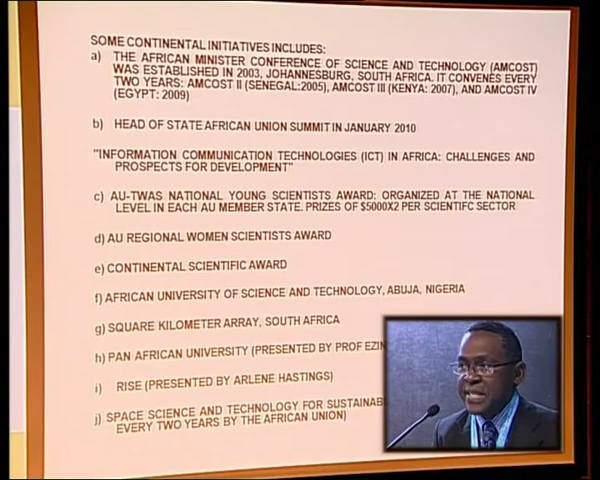 SOME CONTINENTAL INITIATIVES INCLUDES:
a) THE AFRICAN MINISTER CONFERENCE OF SCIENCE AND TECHNOLOGY (AMCOST)
WAS ESTABLISHED IN 2003, JOHANNESBURG, SOUTH AFRICA. IT CONVENES EVERY
TWO YEARS: AMCOST II (SENEGAL:2005), AMCOST III (KENYA: 2007), AND AMCOST IV
(EGYPT: 2009)
b) HEAD OF STATE AFRICAN UNION SUMMIT IN JANUARY 2010
"INFORMATION COMMUNICATION TECHNOLOGIES (ICT) IN AFRICA: CHALLENGES AND
PROSPECTS FOR DEVELOPMENT"
c) AU-TWAS NATIONAL YOUNG SCIENTISTS AWARD: ORGANIZED AT THE NATIONAL
LEVEL IN EACH AU MEMBER STATE. PRIZES OF $5000X2 PER SCIENTIFC SECTOR
d) AU REGIONAL WOMEN SCIENTISTS AWARD
e) CONTINENTAL SCIENTIFIC AWARD
f) AFRICAN UNIVERSITY OF SCIENCE AND TECHNOLOGY, ABUJA, NIGERIA
g) SQUARE KILOMETER ARRAY, SOUTH AFRICA
h) PAN AFRICAN UNIVERSITY (PRESENTED BY PROF EZIN
i) RISE (PRESENTED BY ARLENE HASTINGS)
j) SPACE SCIENCE AND TECHNOLOGY FOR SUSTAINAB
EVERY TWO YEARS BY THE AFRICAN UNION)